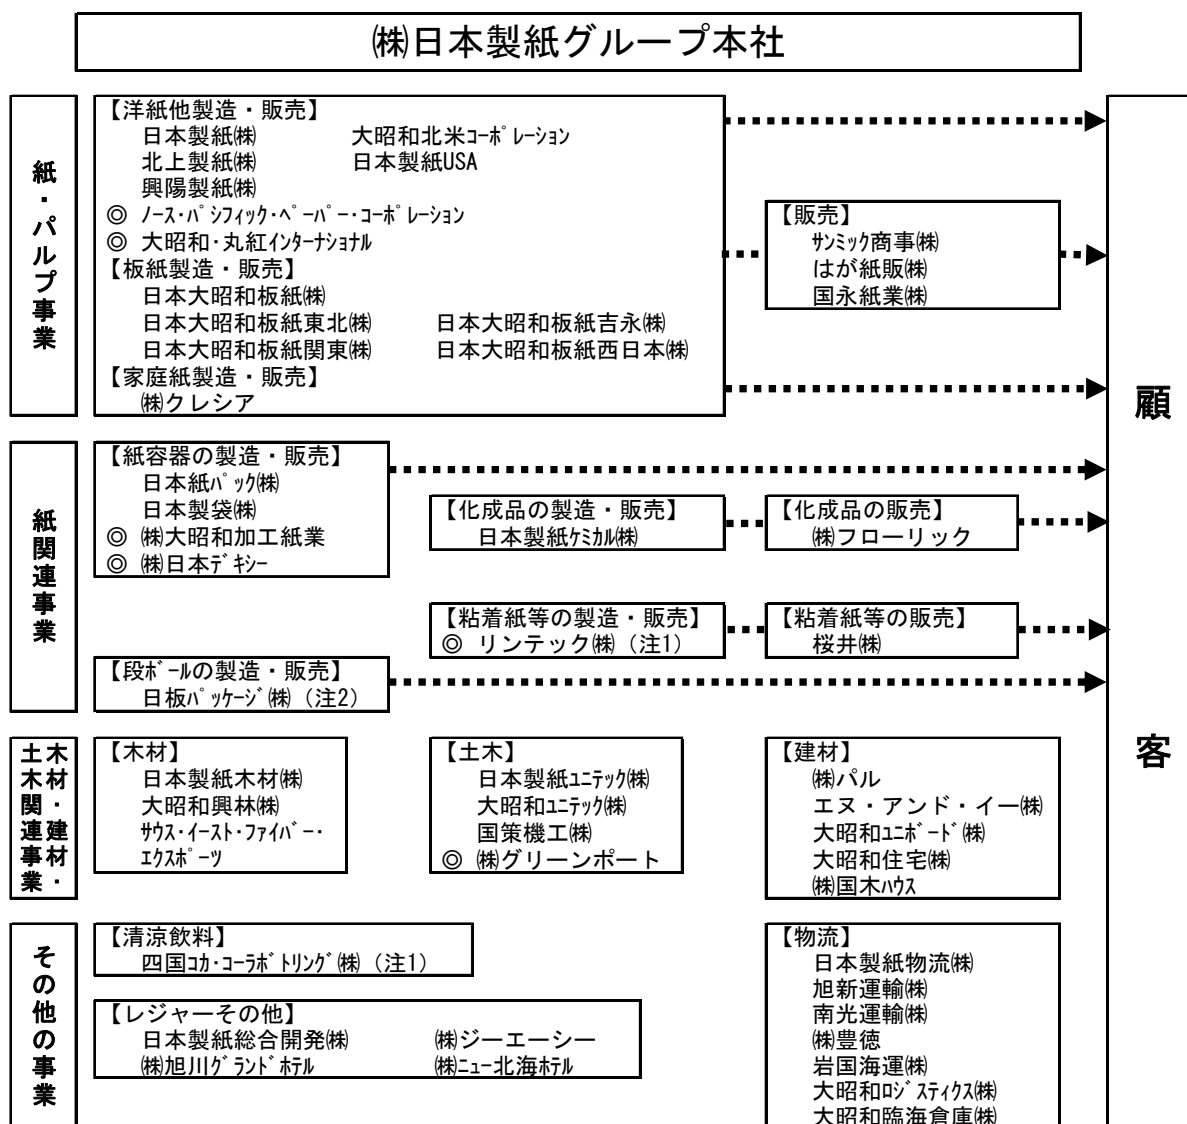 ㈱日本製紙グループ本社
紙・パルプ事業
【洋紙他製造・販売】
日本製紙㈱ 大昭和北米ｺｰﾎﾟﾚｰｼｮﾝ
北上製紙㈱ 日本製紙USA
興陽製紙㈱
◎ ﾉｰｽ･ﾊﾟｼﾌｨｯｸ･ﾍﾟｰﾊﾟｰ･ｺｰﾎﾟﾚｰｼｮﾝ
◎ 大昭和･丸紅ｲﾝﾀｰﾅｼｮﾅﾙ
【板紙製造・販売】
日本大昭和板紙㈱
日本大昭和板紙東北㈱ 日本大昭和板紙吉永㈱
日本大昭和板紙関東㈱ 日本大昭和板紙西日本㈱
【家庭紙製造・販売】
㈱クレシア
【販売】
ｻﾝﾐｯｸ商事㈱
はが紙販㈱
国永紙業㈱
顧客
紙関連事業
【紙容器の製造・販売】
日本紙ﾊﾟｯｸ㈱
日本製袋㈱
◎ ㈱大昭和加工紙業
◎ ㈱日本ﾃﾞｷｼｰ
【化成品の製造・販売】
日本製紙ｹﾐｶﾙ㈱
【化成品の販売】
㈱フローリック
【粘着紙等の製造・販売】
◎ リンテック㈱（注1）
【粘着紙等の販売】
桜井㈱
【段ﾎﾞｰﾙの製造・販売】
日板ﾊﾟｯｹｰｼﾞ㈱（注2）
木材・建材・
土木関連事業
【木材】
日本製紙木材㈱
大昭和興林㈱
ｻｳｽ･ｲｰｽﾄ･ﾌｧｲﾊﾞｰ･
ｴｸｽﾎﾟｰﾂ
【土木】
日本製紙ﾕﾆﾃｯｸ㈱
大昭和ﾕﾆﾃｯｸ㈱
国策機工㈱
◎ ㈱グリーンポート
【建材】
㈱パル
エヌ・アンド・イー㈱
大昭和ﾕﾆﾎﾞｰﾄﾞ㈱
大昭和住宅㈱
㈱国木ﾊｳｽ
その他の事業
【清涼飲料】
四国ｺｶ･ｺｰﾗﾎﾞﾄﾘﾝｸﾞ㈱（注1）
【レジャーその他】
日本製紙総合開発㈱ ㈱ジーエーシー
㈱旭川ｸﾞﾗﾝﾄﾞﾎﾃﾙ ㈱ﾆｭｰ北海ﾎﾃﾙ
【物流】
日本製紙物流㈱
旭新運輸㈱
南光運輸㈱
㈱豊徳
岩国海運㈱
大昭和ﾛｼﾞｽﾃｨｸｽ㈱
大昭和臨海倉庫㈱